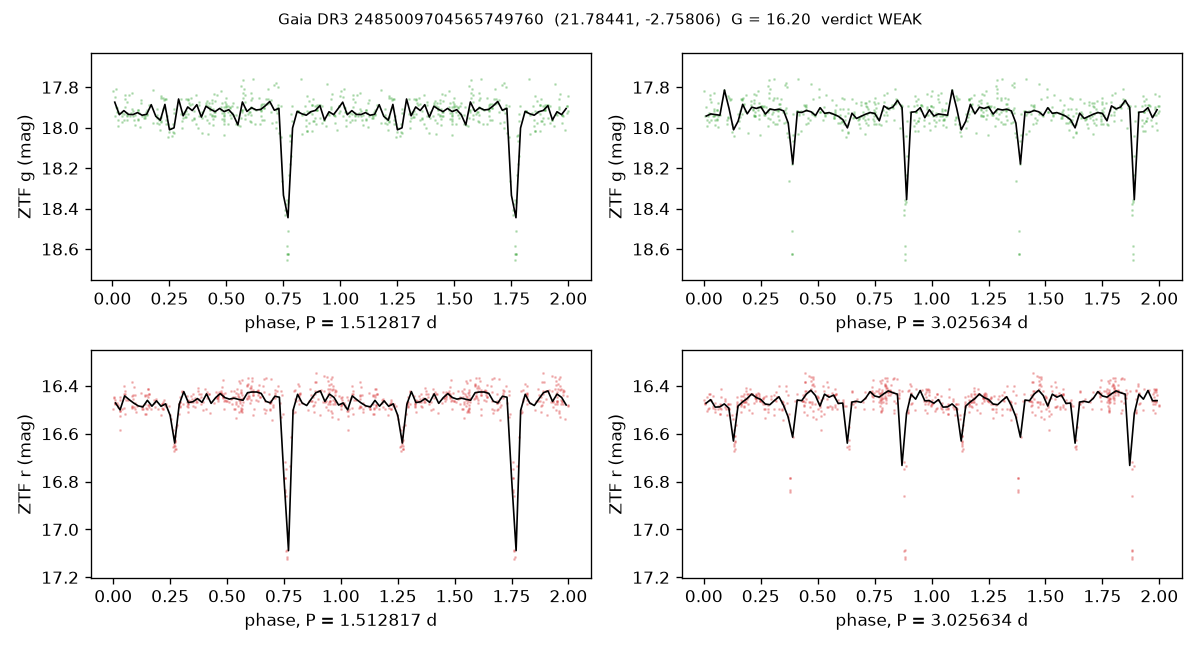 Gaia DR3 2485009704565749760 (21.78441, -2.75806) G = 16.20 verdict WEAK
ZTF g (mag)
17.8
18.0
18.2
18.4
18.6
0.00 0.25 0.50 0.75 1.00 1.25 1.50 1.75 2.00
phase, P = 1.512817 d
ZTF g (mag)
17.8
18.0
18.2
18.4
18.6
0.00 0.25 0.50 0.75 1.00 1.25 1.50 1.75 2.00
phase, P = 3.025634 d
ZTF r (mag)
16.4
16.6
16.8
17.0
17.2
0.00 0.25 0.50 0.75 1.00 1.25 1.50 1.75 2.00
phase, P = 1.512817 d
ZTF r (mag)
16.4
16.6
16.8
17.0
17.2
0.00 0.25 0.50 0.75 1.00 1.25 1.50 1.75 2.00
phase, P = 3.025634 d